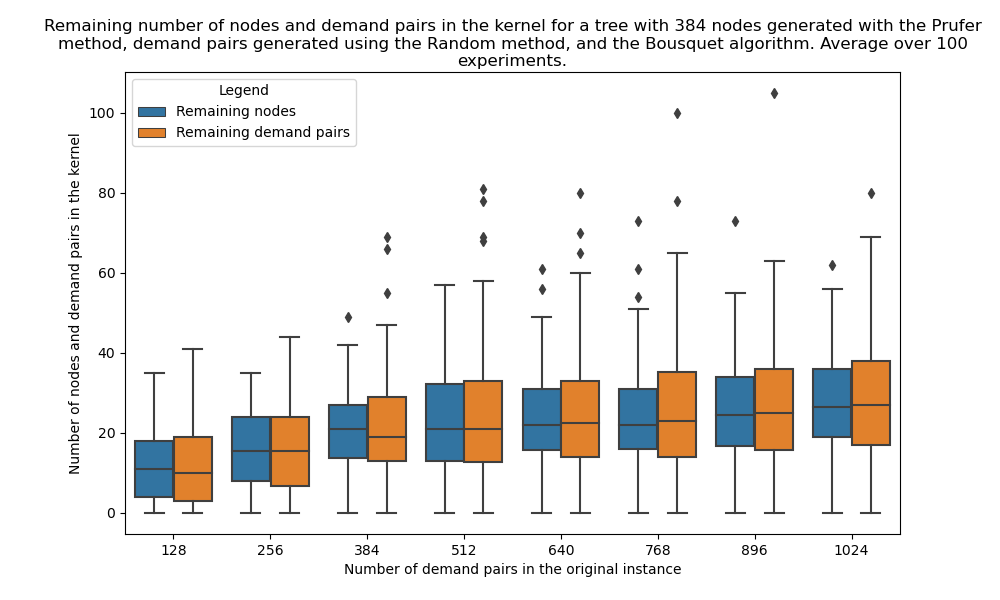 Remaining number of nodes and demand pairs in the kernel for a tree with 384 nodes generated with the Prufer
method, demand pairs generated using the Random method, and the Bousquet algorithm. Average over 100
experiments.
Legend
Remaining nodes
Remaining demand pairs
Number of nodes and demand pairs in the kernel
100
80
60
40
20
0
128 256 384 512 640 768 896 1024
Number of demand pairs in the original instance